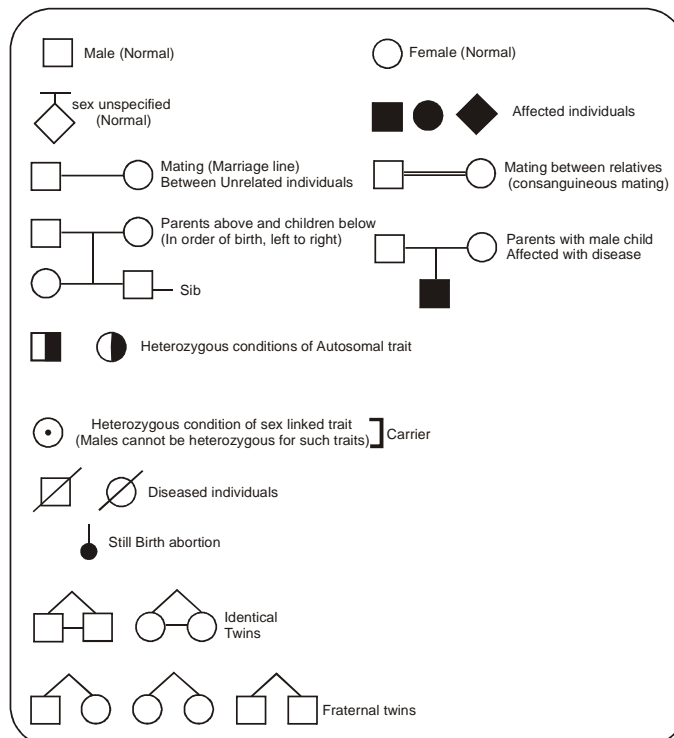 Male (Normal)
Female (Normal)
sex unspecified
(Normal)
Affected individuals
Mating (Marriage line)
Between Unrelated individuals
Mating between relatives
(consanguineous mating)
Parents above and children below
(In order of birth, left to right)
Parents with male child
Affected with disease
Sib
Heterozygous conditions of Autosomal trait
Heterozygous condition of sex linked trait
(Males cannot be heterozygous for such traits)
Carrier
Diseased individuals
Still Birth abortion
Identical
Twins
Fraternal twins